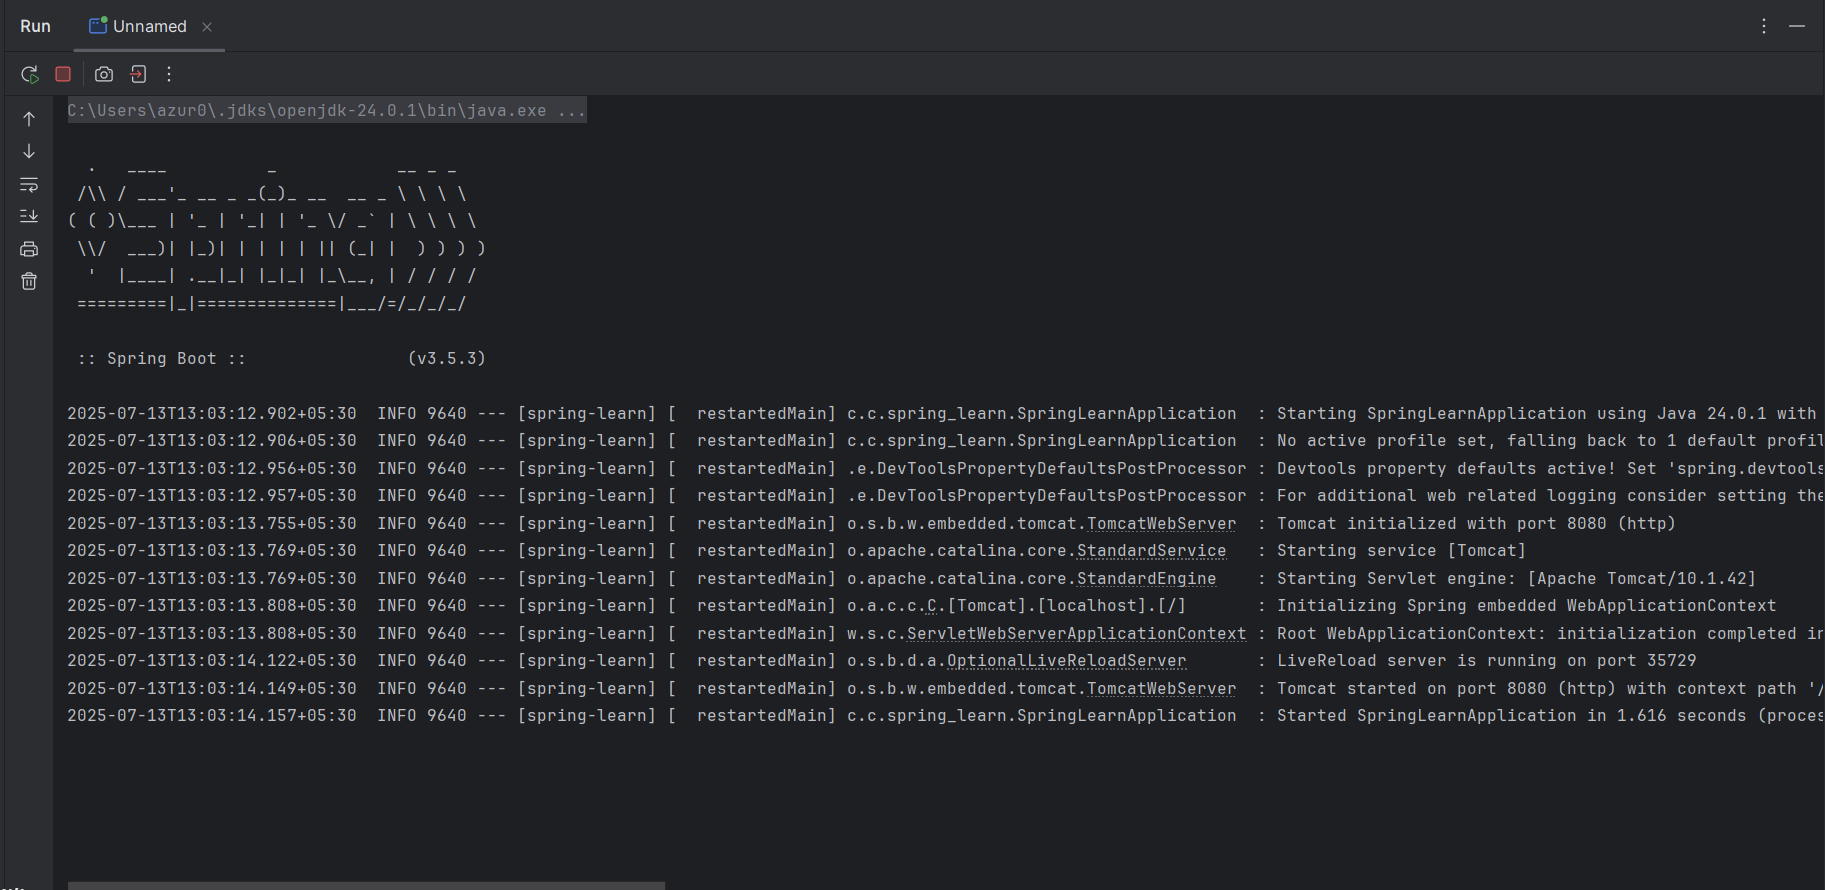 Run Unnamed
C:\Users\azur0\.jdks\openjdk-24.0.1\bin\java.exe ...
  .   ____          _            __ _ _
 /\\ / ___'_ __ _ _(_)_ __  __ _ \ \ \ \
( ( )\___ | '_ | '_| | '_ \/ _` | \ \ \ \
 \\/  ___)| |_)| | | | | || (_| |  ) ) ) )
  '  |____| .__|_| |_|_| |_\__, | / / / /
 =========|_|==============|___/=/_/_/_/
 :: Spring Boot ::                (v3.5.3)
2025-07-13T13:03:12.902+05:30  INFO 9640 --- [spring-learn] [  restartedMain] c.c.spring_learn.SpringLearnApplication  : Starting SpringLearnApplication using Java 24.0.1 with
2025-07-13T13:03:12.906+05:30  INFO 9640 --- [spring-learn] [  restartedMain] c.c.spring_learn.SpringLearnApplication  : No active profile set, falling back to 1 default profil
2025-07-13T13:03:12.956+05:30  INFO 9640 --- [spring-learn] [  restartedMain] .e.DevToolsPropertyDefaultsPostProcessor : Devtools property defaults active! Set 'spring.devtools
2025-07-13T13:03:12.957+05:30  INFO 9640 --- [spring-learn] [  restartedMain] .e.DevToolsPropertyDefaultsPostProcessor : For additional web related logging consider setting the
2025-07-13T13:03:13.755+05:30  INFO 9640 --- [spring-learn] [  restartedMain] o.s.b.w.embedded.tomcat.TomcatWebServer  : Tomcat initialized with port 8080 (http)
2025-07-13T13:03:13.769+05:30  INFO 9640 --- [spring-learn] [  restartedMain] o.apache.catalina.core.StandardService   : Starting service [Tomcat]
2025-07-13T13:03:13.769+05:30  INFO 9640 --- [spring-learn] [  restartedMain] o.apache.catalina.core.StandardEngine    : Starting Servlet engine: [Apache Tomcat/10.1.42]
2025-07-13T13:03:13.808+05:30  INFO 9640 --- [spring-learn] [  restartedMain] o.a.c.c.C.[Tomcat].[localhost].[/]       : Initializing Spring embedded WebApplicationContext
2025-07-13T13:03:13.808+05:30  INFO 9640 --- [spring-learn] [  restartedMain] w.s.c.ServletWebServerApplicationContext : Root WebApplicationContext: initialization completed in
2025-07-13T13:03:14.122+05:30  INFO 9640 --- [spring-learn] [  restartedMain] o.s.b.d.a.OptionalLiveReloadServer       : LiveReload server is running on port 35729
2025-07-13T13:03:14.149+05:30  INFO 9640 --- [spring-learn] [  restartedMain] o.s.b.w.embedded.tomcat.TomcatWebServer  : Tomcat started on port 8080 (http) with context path '/
2025-07-13T13:03:14.157+05:30  INFO 9640 --- [spring-learn] [  restartedMain] c.c.spring_learn.SpringLearnApplication  : Started SpringLearnApplication in 1.616 seconds (proces